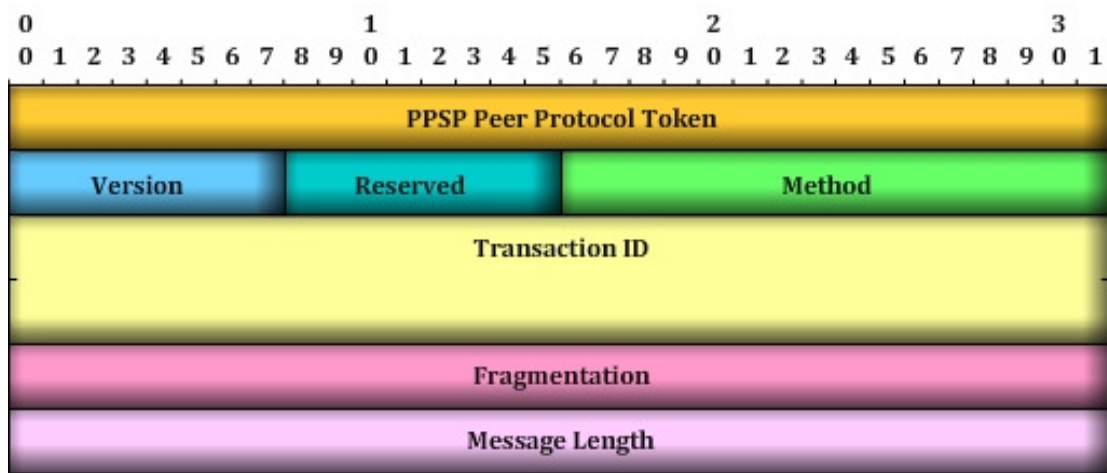 0 1 2 3
0 1 2 3 4 5 6 7 8 9 0 1 2 3 4 5 6 7 8 9 0 1 2 3 4 5 6 7 8 9 0 1
PPSP Peer Protocol Token
Version Reserved Method
Transaction ID
Fragmentation
Message Length